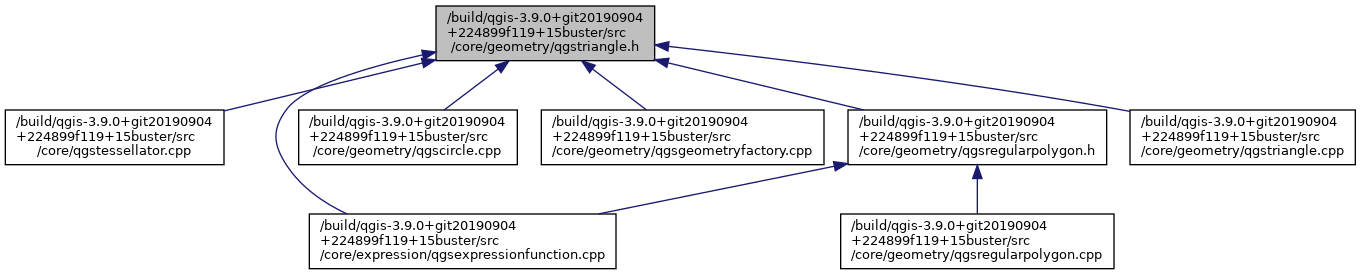 /build/qgis-3.9.0+git20190904
+224899f119+15buster/src
/core/geometry/qgstriangle.h
/build/qgis-3.9.0+git20190904
+224899f119+15buster/src
/core/qgstessellator.cpp
/build/qgis-3.9.0+git20190904
+224899f119+15buster/src
/core/geometry/qgscircle.cpp
/build/qgis-3.9.0+git20190904
+224899f119+15buster/src
/core/geometry/qgsgeometryfactory.cpp
/build/qgis-3.9.0+git20190904
+224899f119+15buster/src
/core/geometry/qgsregularpolygon.h
/build/qgis-3.9.0+git20190904
+224899f119+15buster/src
/core/geometry/qgstriangle.cpp
/build/qgis-3.9.0+git20190904
+224899f119+15buster/src
/core/expression/qgsexpressionfunction.cpp
/build/qgis-3.9.0+git20190904
+224899f119+15buster/src
/core/geometry/qgsregularpolygon.cpp